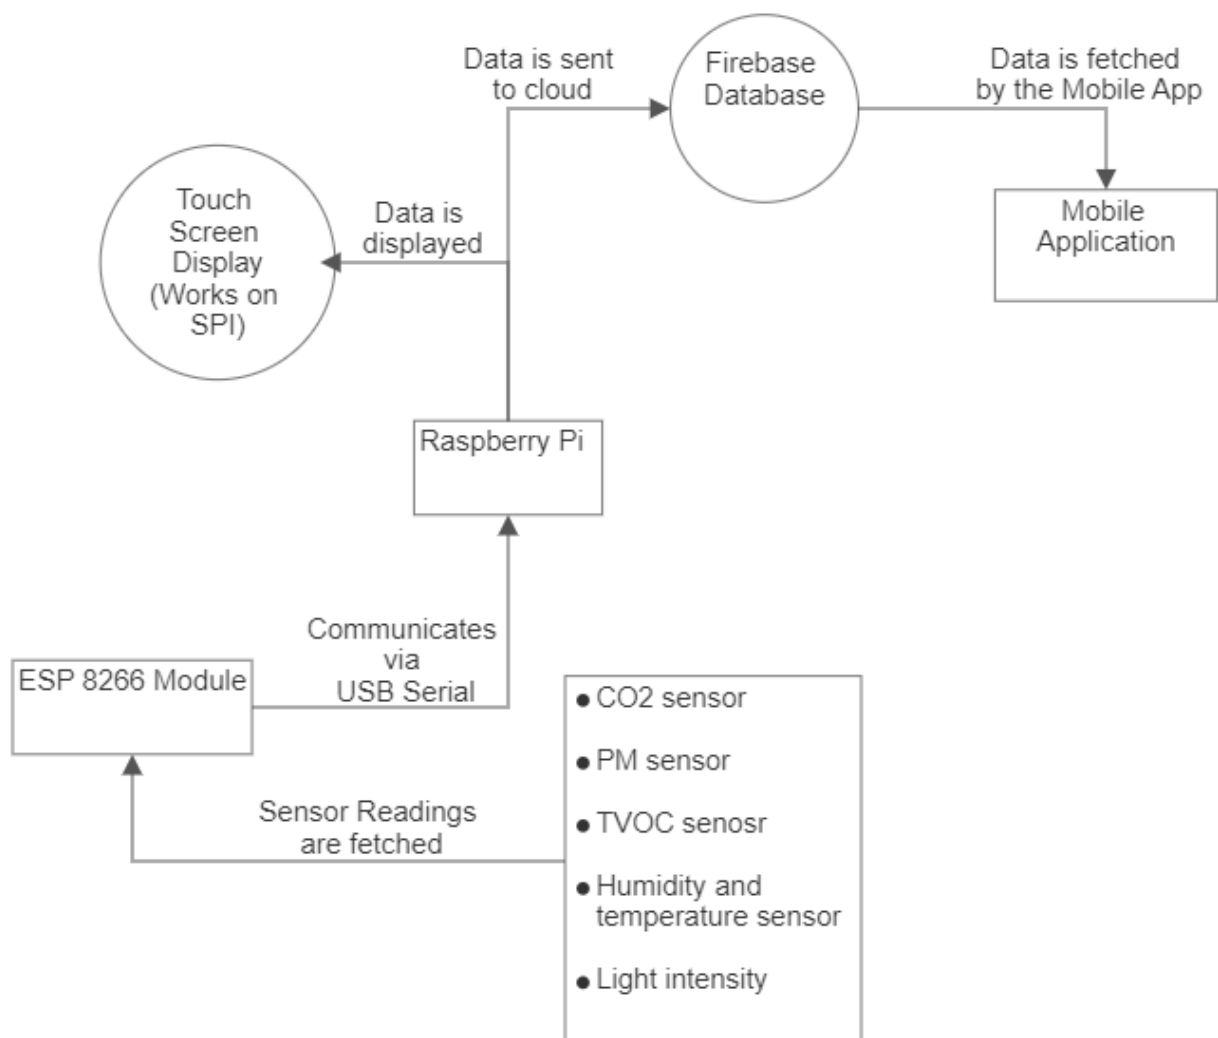 Data is sent
to cloud
Firebase
Database
Data is fetched
by the Mobile App
Touch
Screen
Display
(Works on
SPI)
Data is
displayed
Mobile
Application
Raspberry Pi
Communicates
via
USB Serial
ESP 8266 Module
Sensor Readings
are fetched
● CO2 sensor
● PM sensor
● TVOC senosr
● Humidity and
temperature sensor
● Light intensity